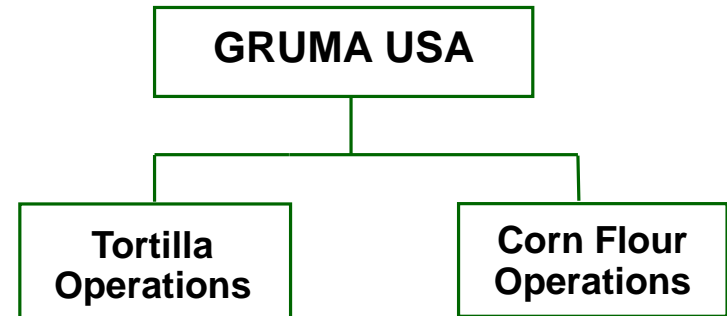 GRUMA USA
Tortilla
Operations
Corn Flour
Operations